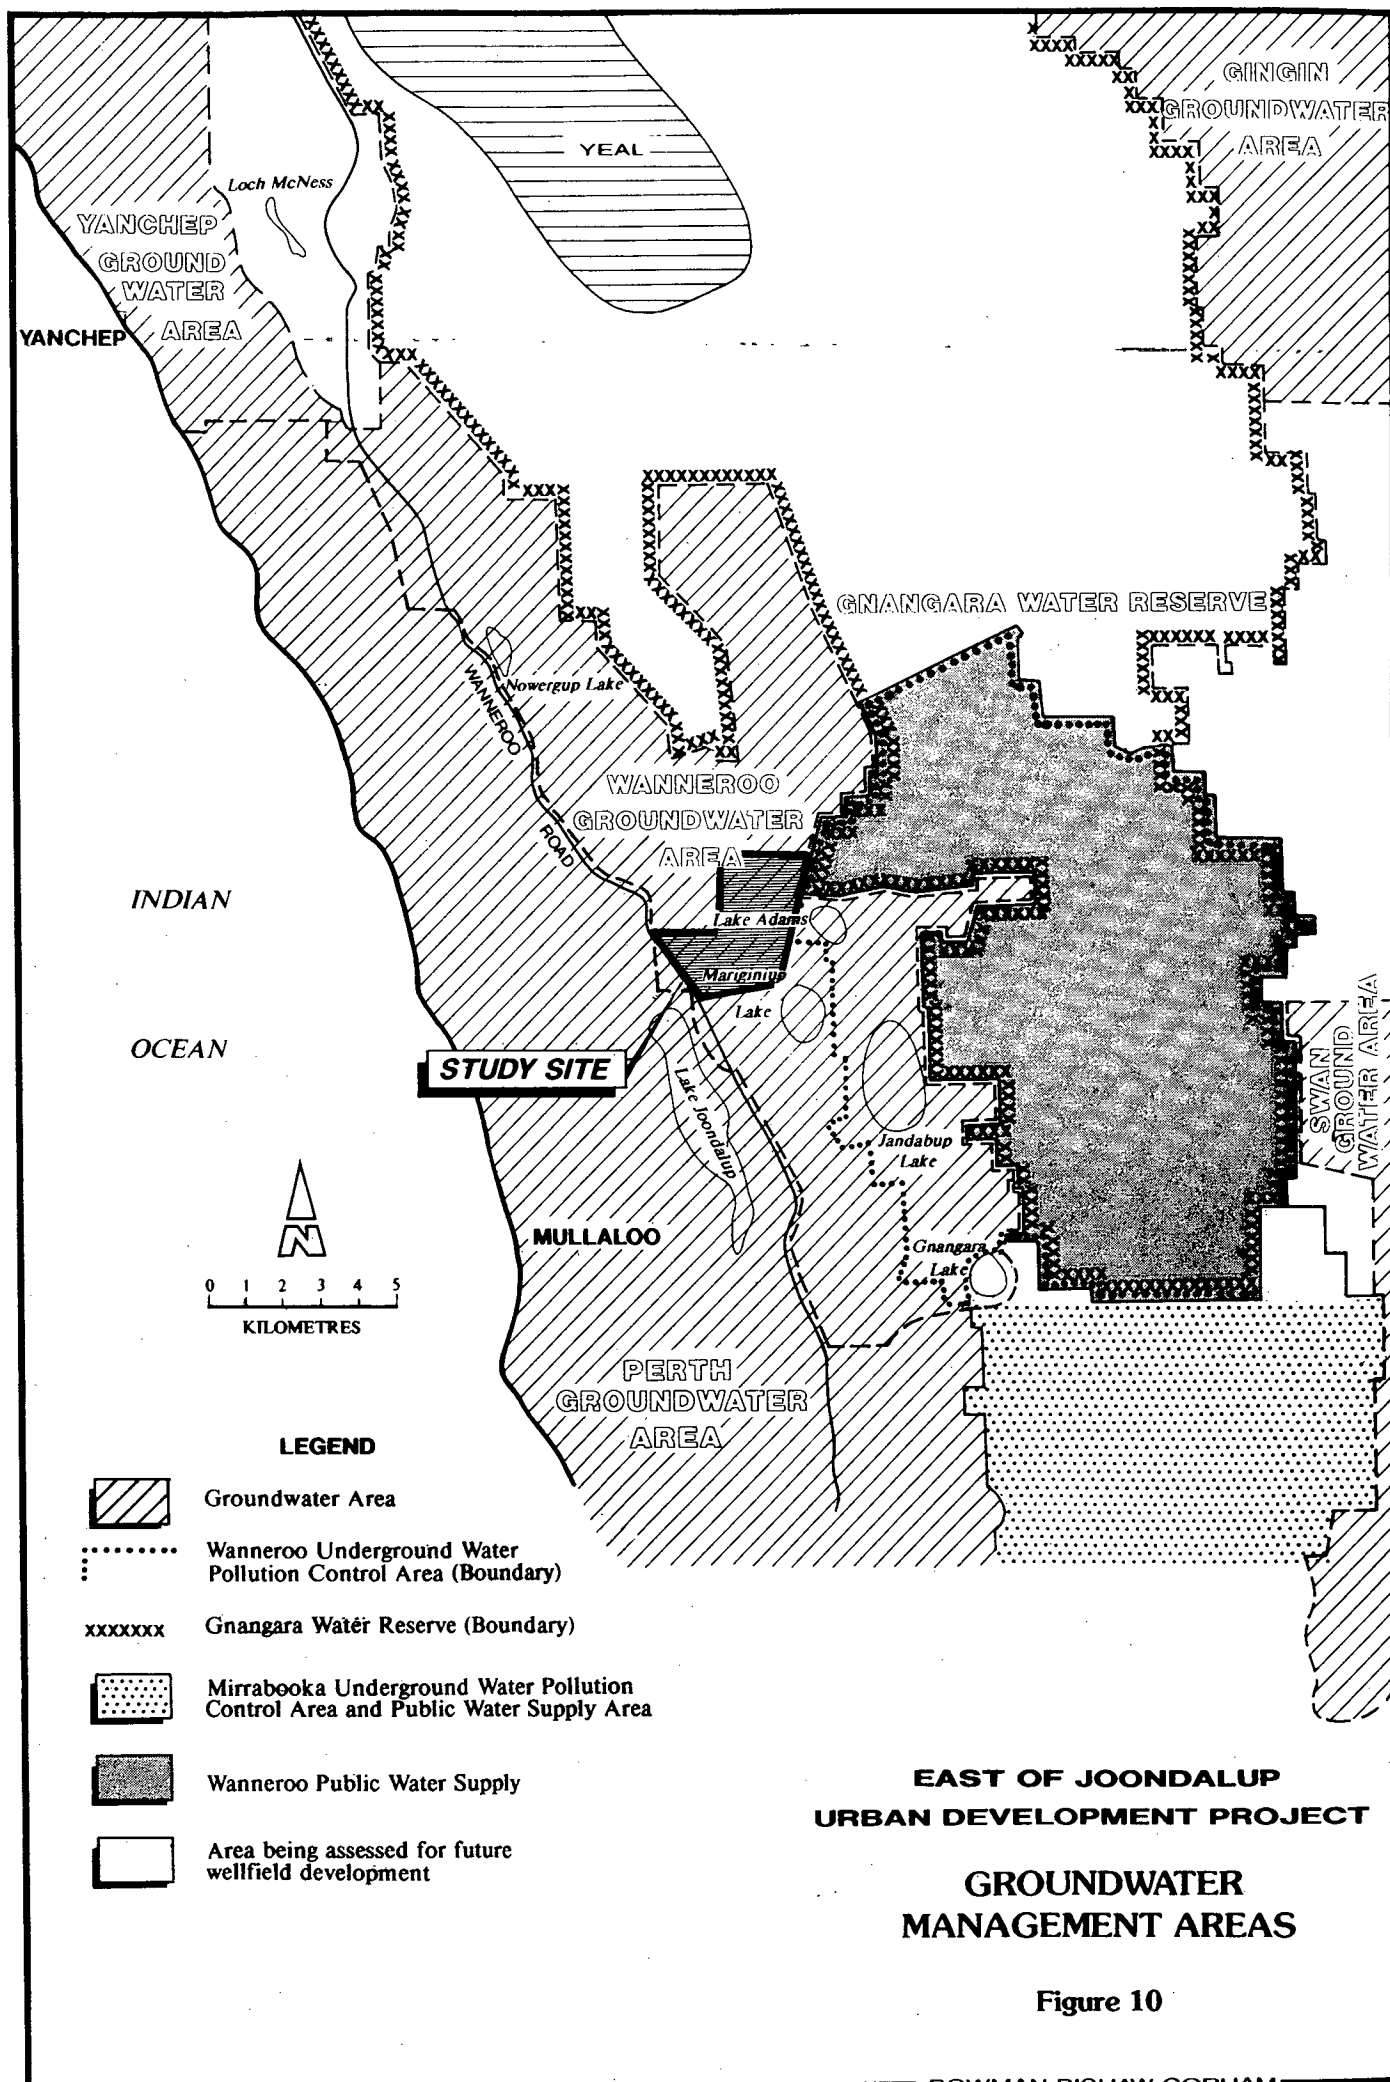 YEAL
GINGIN
GROUNDWATER
AREA
Loch McNess
YANCHEP
GROUND
WATER
AREA
YANCHEP
GNANGARA WATER RESERVE
Nowergup Lake
WANNEROO
ROAD
WANNEROO
GROUNDWATER
AREA
INDIAN
OCEAN
Lake Adams
Mariginiup
Lake
STUDY SITE
Lake Joondalup
Jandabup
Lake
SWAN
GROUND
WATER AREA
MULLALOO
Gnangara
Lake
N
0 1 2 3 4 5
KILOMETRES
PERTH
GROUNDWATER
AREA
LEGEND
Groundwater Area
Wanneroo Underground Water
Pollution Control Area (Boundary)
xxxxxxx Gnangara Water Reserve (Boundary)
Mirrabooka Underground Water Pollution
Control Area and Public Water Supply Area
Wanneroo Public Water Supply
Area being assessed for future
wellfield development
EAST OF JOONDALUP
URBAN DEVELOPMENT PROJECT
GROUNDWATER
MANAGEMENT AREAS
Figure 10